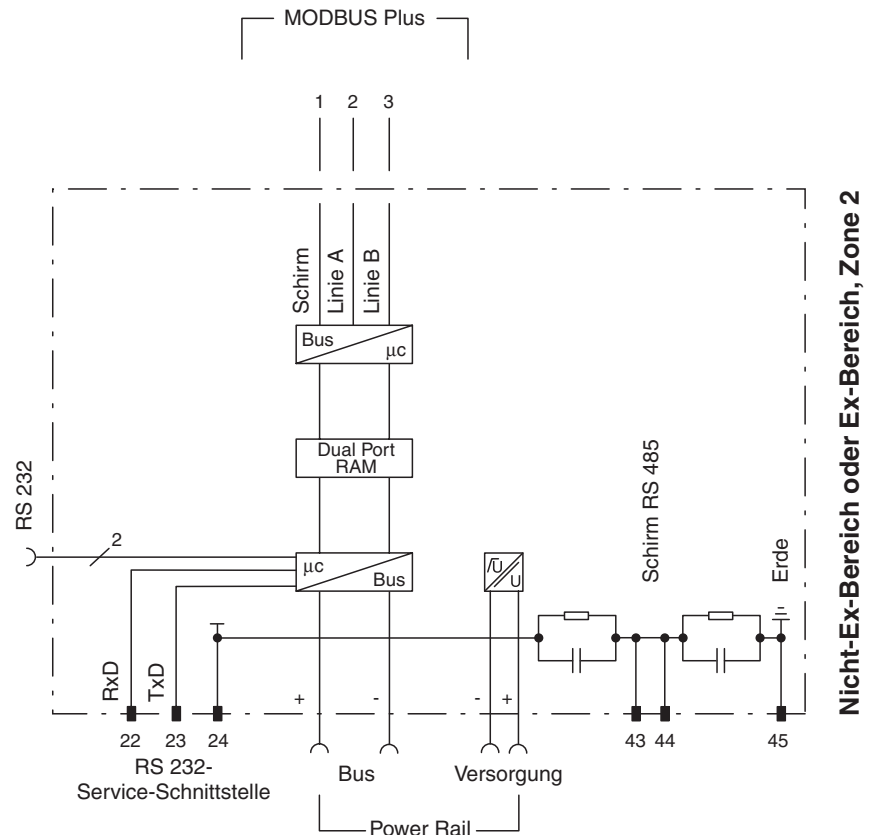 MODBUS Plus
1 2 3
Schirm
Linie A
Linie B
Bus
µc
Dual Port
RAM
RS 232
2
µc
Bus
U
U
Schirm RS 485
Erde
RxD
TxD
+ - - +
22 23 24 43 44 45
RS 232-
Service-Schnittstelle
Bus
Versorgung
Power Rail
Nicht-Ex-Bereich oder Ex-Bereich, Zone 2